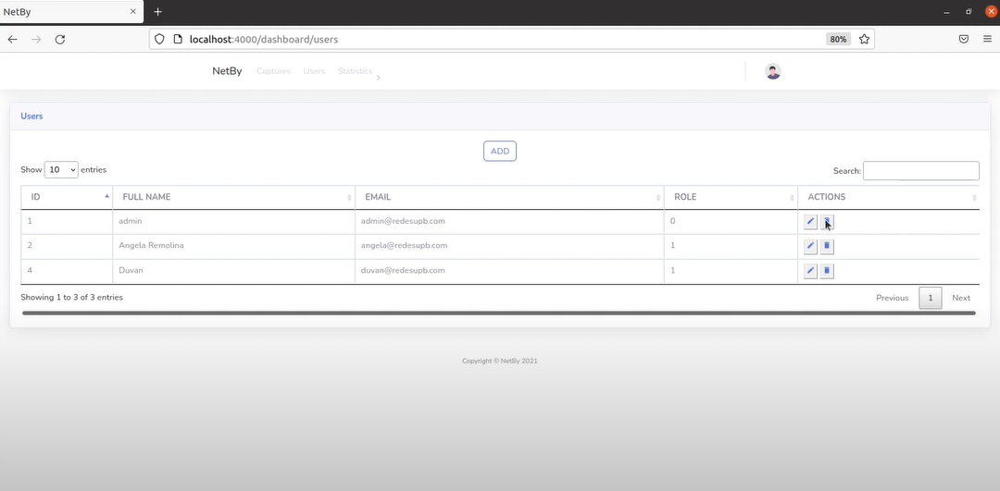 NetBy
localhost:4000/dashboard/users
80%
NetBy Captures Users Statistics
Users
ADD
Show 10 entries
Search:
ID FULL NAME EMAIL ROLE ACTIONS
1 admin admin@redesupb.com 0
2 Angela Remolina angela@redesupb.com 1
4 Duvan duvan@redesupb.com 1
Showing 1 to 3 of 3 entries
Previous 1 Next
Copyright © NetBy 2021